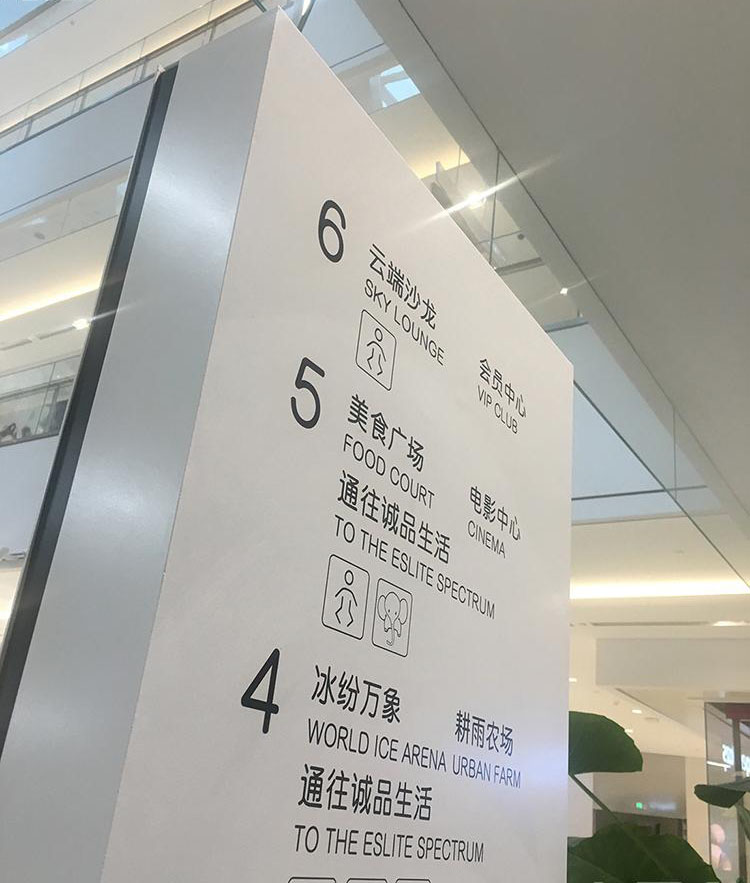 6
云端沙龙
SKY LOUNGE
会员中心
VIP CLUB
5
美食广场
FOOD COURT
电影中心
CINEMA
通往诚品生活
TO THE ESLITE SPECTRUM
4
冰纷万象
WORLD ICE ARENA
耕雨农场
URBAN FARM
通往诚品生活
TO THE ESLITE SPECTRUM